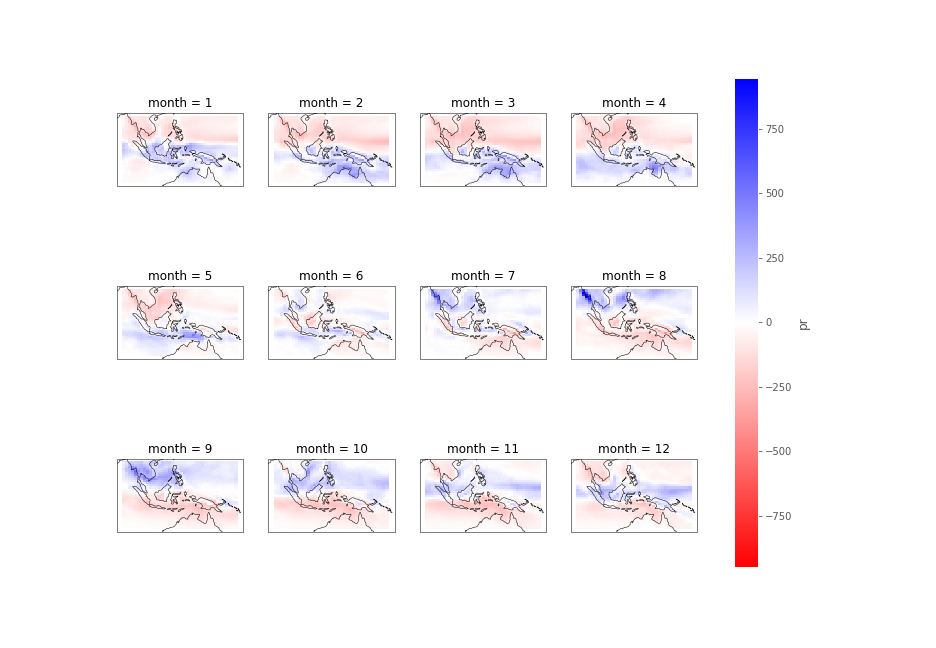 month = 1
month = 2
month = 3
month = 4
month = 5
month = 6
month = 7
month = 8
month = 9
month = 10
month = 11
month = 12
750
500
250
0
−250
−500
−750
pr